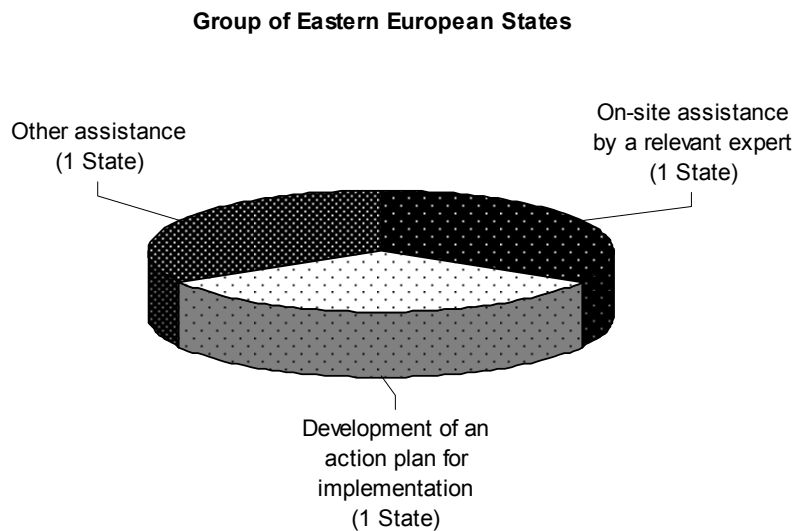 Group of Eastern European States
Other assistance
(1 State)
On-site assistance
by a relevant expert
(1 State)
Development of an
action plan for
implementation
(1 State)